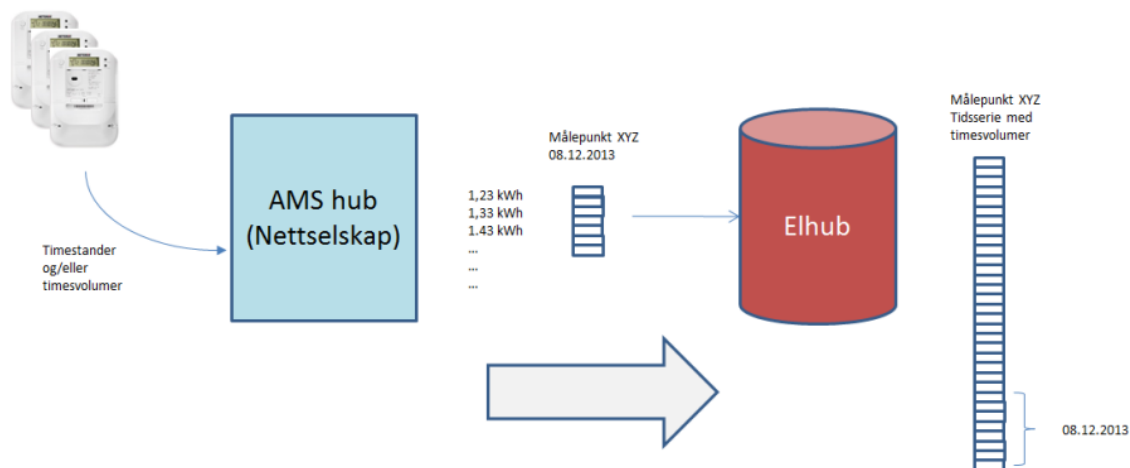 Timestander
og/eller
timesvolumer
AMS hub
(Nettselskap)
Målepunkt XYZ
08.12.2013
1,23 kWh
1,33 kWh
1.43 kWh
...
...
...
Elhub
Målepunkt XYZ
Tidsserie med
timesvolumer
08.12.2013